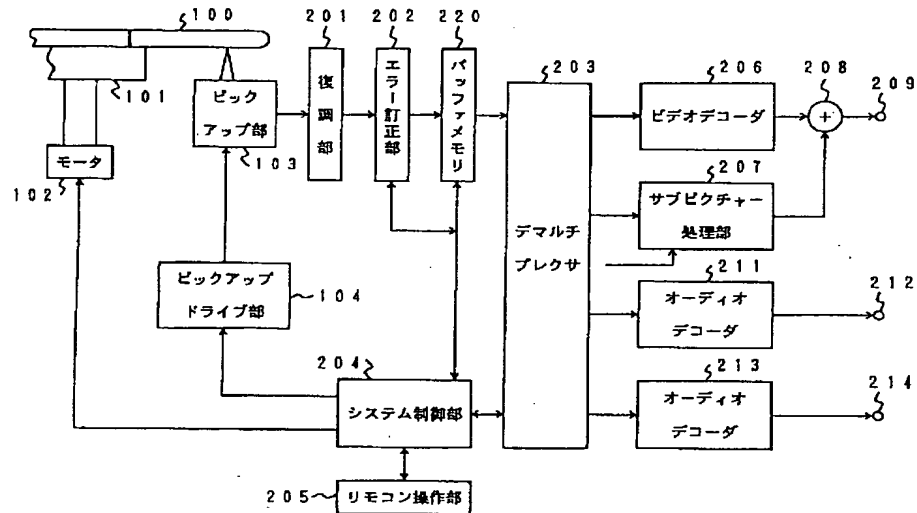 100
101
モータ
102
ピック
アップ部
103
201
復調部
202
エラー訂正部
220
バッファメモリ
203
デマルチ
プレクサ
206
ビデオデコーダ
208
+
209
207
サブピクチャー
処理部
211
オーディオ
デコーダ
212
213
オーディオ
デコーダ
214
ピックアップ
ドライブ部
104
204
システム制御部
205
リモコン操作部